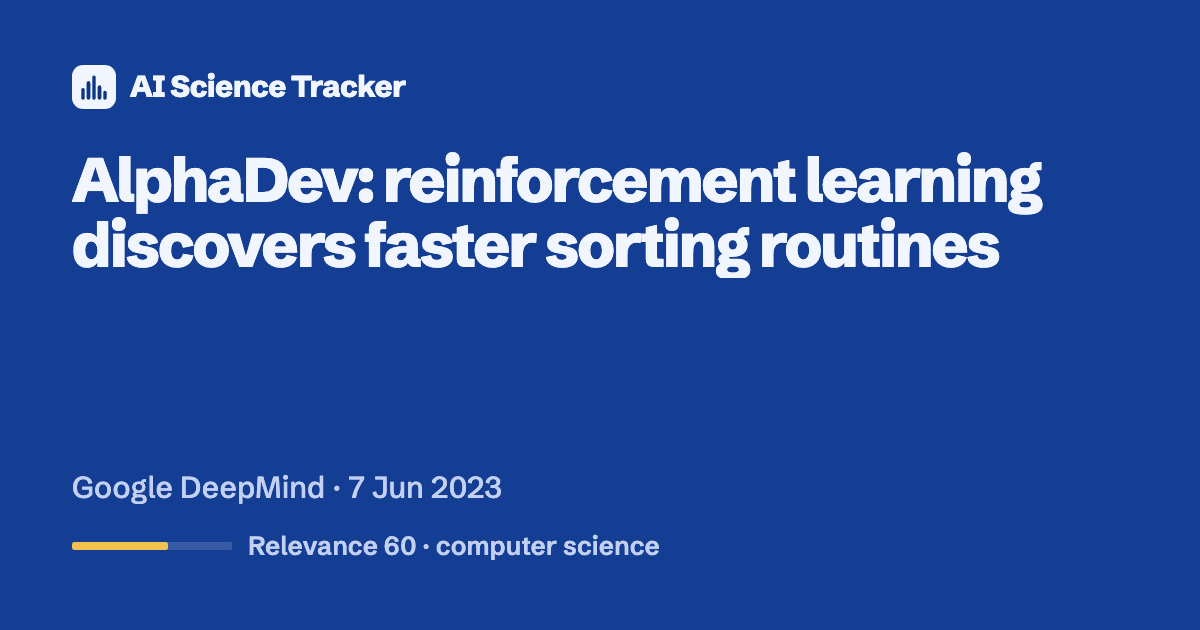 AI Science Tracker
AlphaDev: reinforcement learning
discovers faster sorting routines
Google DeepMind · 7 Jun 2023
Relevance 60 · computer science